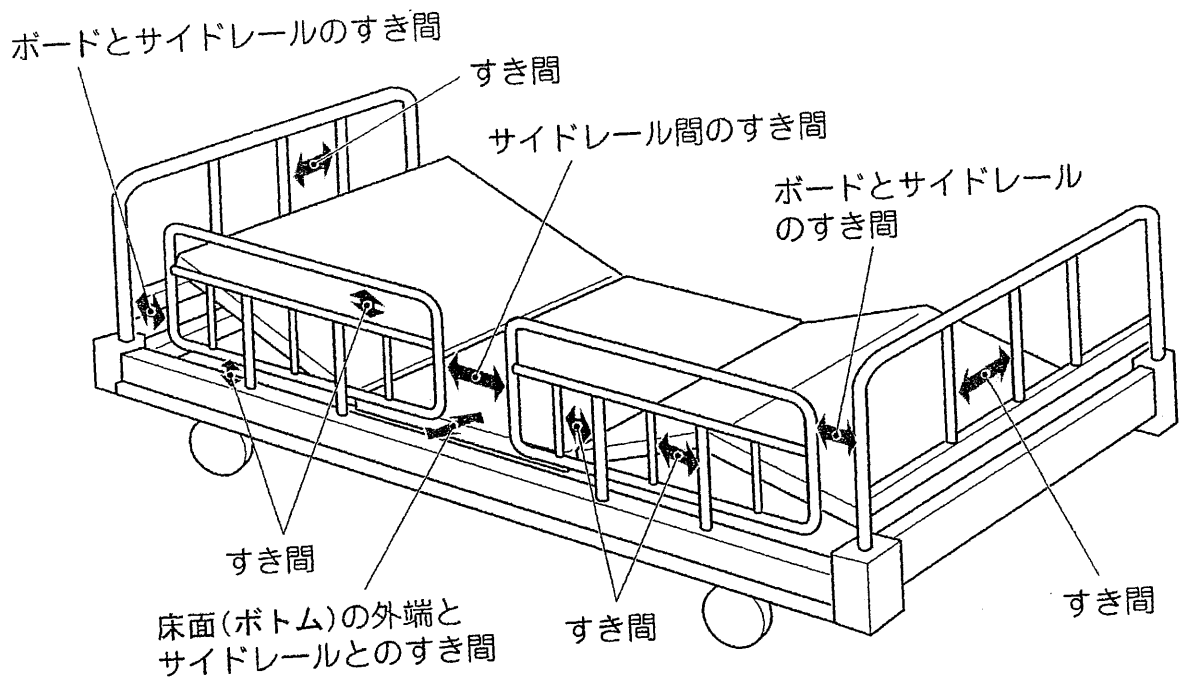 ボードとサイドレールのすき間
すき間
サイドレール間のすき間
ボードとサイドレール
のすき間
すき間
床面(ボトム)の外端と
サイドレールとのすき間
すき間
すき間